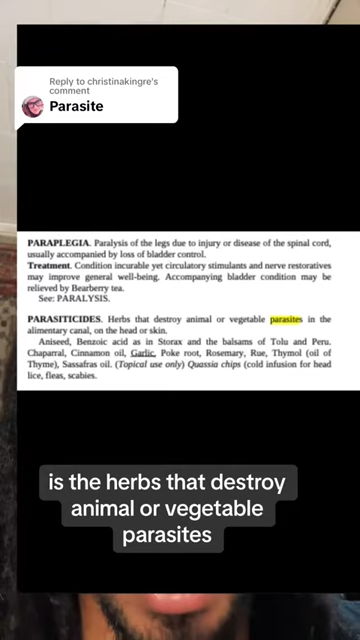 Reply to christinakingre's
comment
Parasite
PARAPLEGIA. Paralysis of the legs due to injury or disease of the spinal cord,
usually accompanied by loss of bladder control.
Treatment. Condition incurable yet circulatory stimulants and nerve restoratives
may improve general well-being. Accompanying bladder condition may be
relieved by Bearberry tea.
See: PARALYSIS.
PARASITICIDES. Herbs that destroy animal or vegetable parasites in the
alimentary canal, on the head or skin.
Aniseed, Benzoic acid as in Storax and the balsams of Tolu and Peru.
Chaparral, Cinnamon oil, Garlic, Poke root, Rosemary, Rue, Thymol (oil of
Thyme), Sassafras oil. (Topical use only) Quassia chips (cold infusion for head
lice, fleas, scabies.
is the herbs that destroy
animal or vegetable
parasites